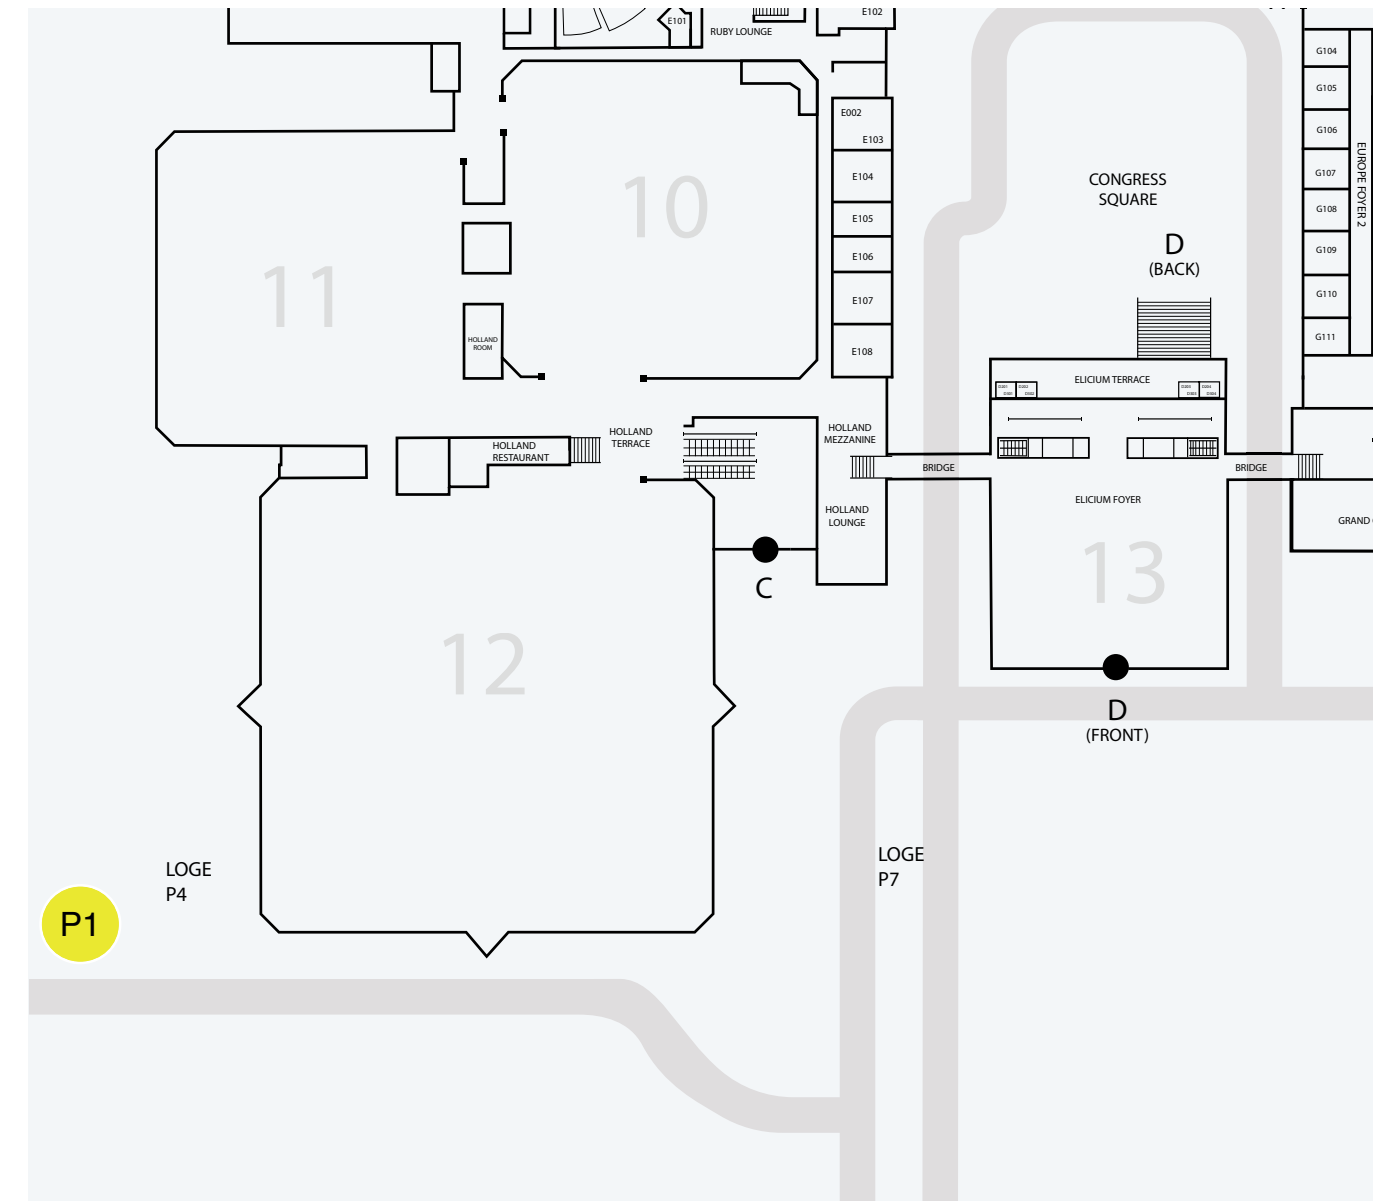 E102
E101
RUBY LOUNGE
G104
G105
E002
G106
E103
EUROPE FOYER 2
G107
E104
CONGRESS
SQUARE
10
E105
G108
D
(BACK)
G109
E106
11
G110
E107
HOLLAND
ROOM
G111
E108
ELICIUM TERRACE
HOLLAND
MEZZANINE
HOLLAND
TERRACE
HOLLAND
RESTAURANT
BRIDGE
BRIDGE
ELICIUM FOYER
HOLLAND
LOUNGE
GRAND
13
C
12
D
(FRONT)
LOGE
P7
LOGE
P4
P1